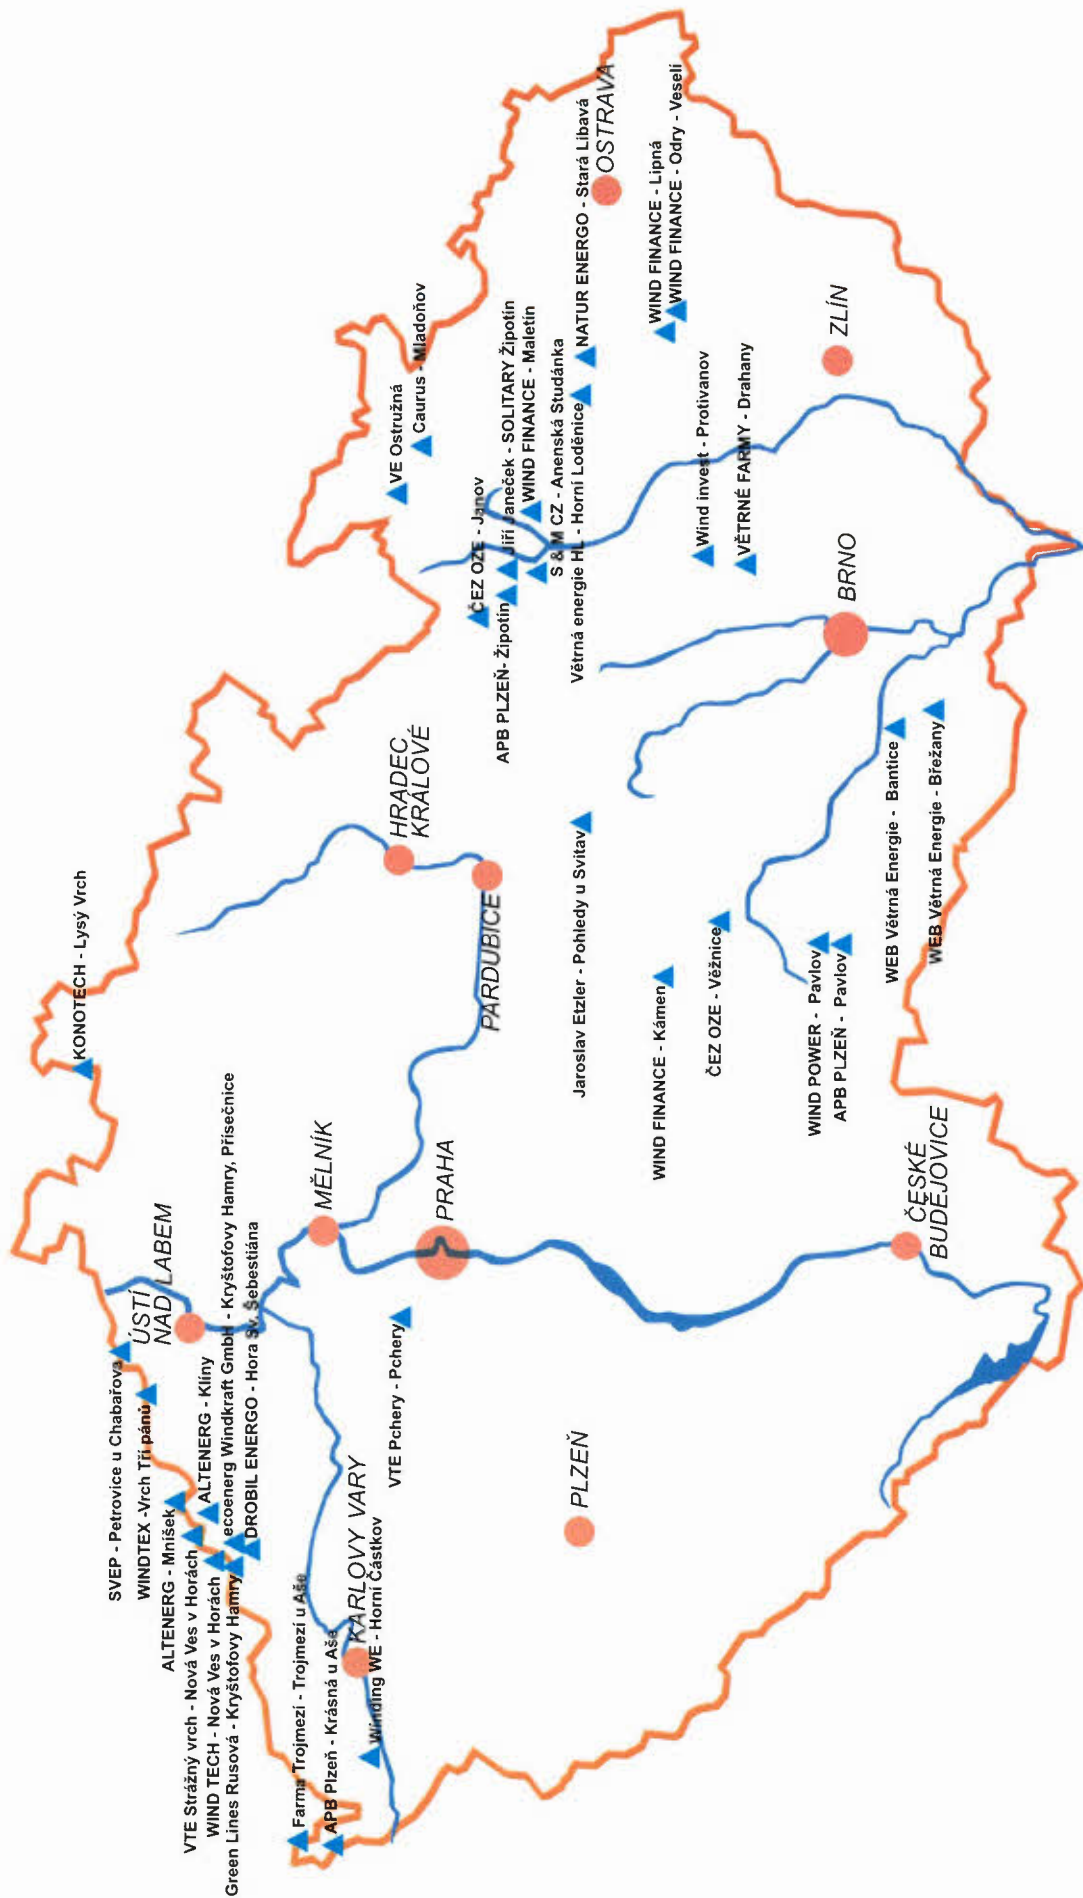 KONOTECH - Lysý Vrch
SVEP - Petrovice u Chabařova
WINDTEX -Vrch Tří pánů
ÚSTÍ
NAD LABEM
ALTENERG - Mníšek
VTE Strážný vrch - Nová Ves v Horách
ALTENERG - Klíny
WIND TECH - Nová Ves v Horách
ecoenerg Windkraft GmbH - Kryštofovy Hamry, Přísečnice
Green Lines Rusová - Kryštofovy Hamry
DROBIL ENERGO - Hora Sv. Šebestiána
Farma Trojmezí - Trojmezí u Aše
APB Plzeň - Krásná u Aše
KARLOVY VARY
Winding WE - Horní Částkov
MĚLNÍK
VTE Pchery - Pchery
PRAHA
HRADEC
KRÁLOVÉ
PARDUBICE
VE Ostružná
Caurus - Mladoňov
ČEZ OZE - Janov
APB PLZEŇ- Žipotín
Jiří Janeček - SOLITARY Žipotín
WIND FINANCE - Maletín
S & M CZ - Anenská Studánka
Větrná energie HL - Horní Loděnice
NATUR ENERGO - Stará Libavá
OSTRAVA
WIND FINANCE - Lipná
WIND FINANCE - Odry - Veselí
PLZEŇ
Jaroslav Etzler - Pohledy u Svitav
WIND FINANCE - Kámen
Wind invest - Protivanov
ČEZ OZE - Věžnice
VĚTRNÉ FARMY - Drahany
ZLÍN
BRNO
WIND POWER - Pavlov
APB PLZEŇ - Pavlov
WEB Větrná Energie - Bantice
WEB Větrná Energie - Břežany
ČESKÉ
BUDĚJOVICE